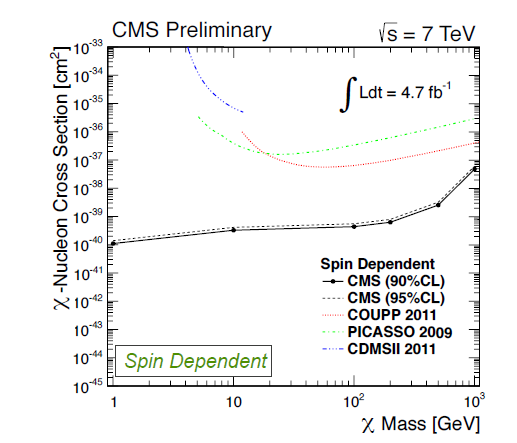 CMS Preliminary
√s = 7 TeV
∫ Ldt = 4.7 fb⁻¹
χ-Nucleon Cross Section [cm²]
10⁻³³
10⁻³⁴
10⁻³⁵
10⁻³⁶
10⁻³⁷
10⁻³⁸
10⁻³⁹
10⁻⁴⁰
10⁻⁴¹
10⁻⁴²
10⁻⁴³
10⁻⁴⁴
10⁻⁴⁵
Spin Dependent
CMS (90%CL)
CMS (95%CL)
COUPP 2011
PICASSO 2009
CDMSII 2011
Spin Dependent
1 10 10² 10³
χ Mass [GeV]